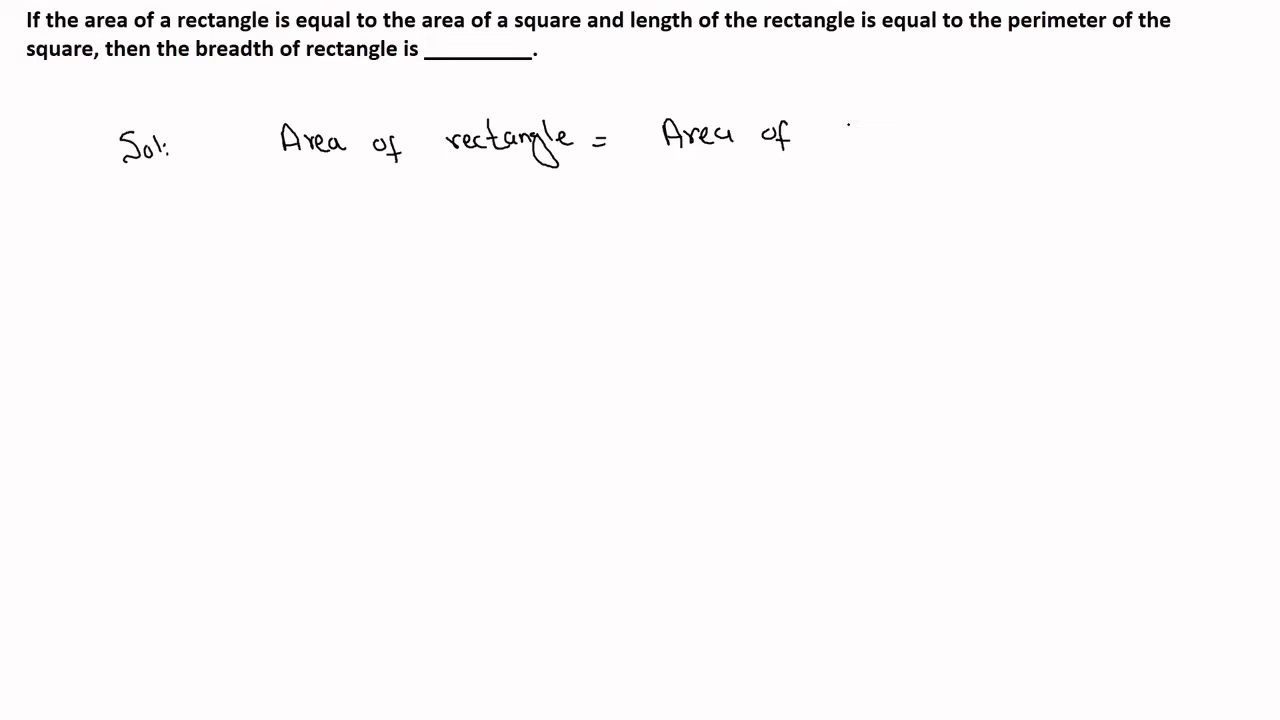 If the area of a rectangle is equal to the area of a square and length of the rectangle is equal to the perimeter of the
square, then the breadth of rectangle is _________.
Sol: Area of rectangle = Area of